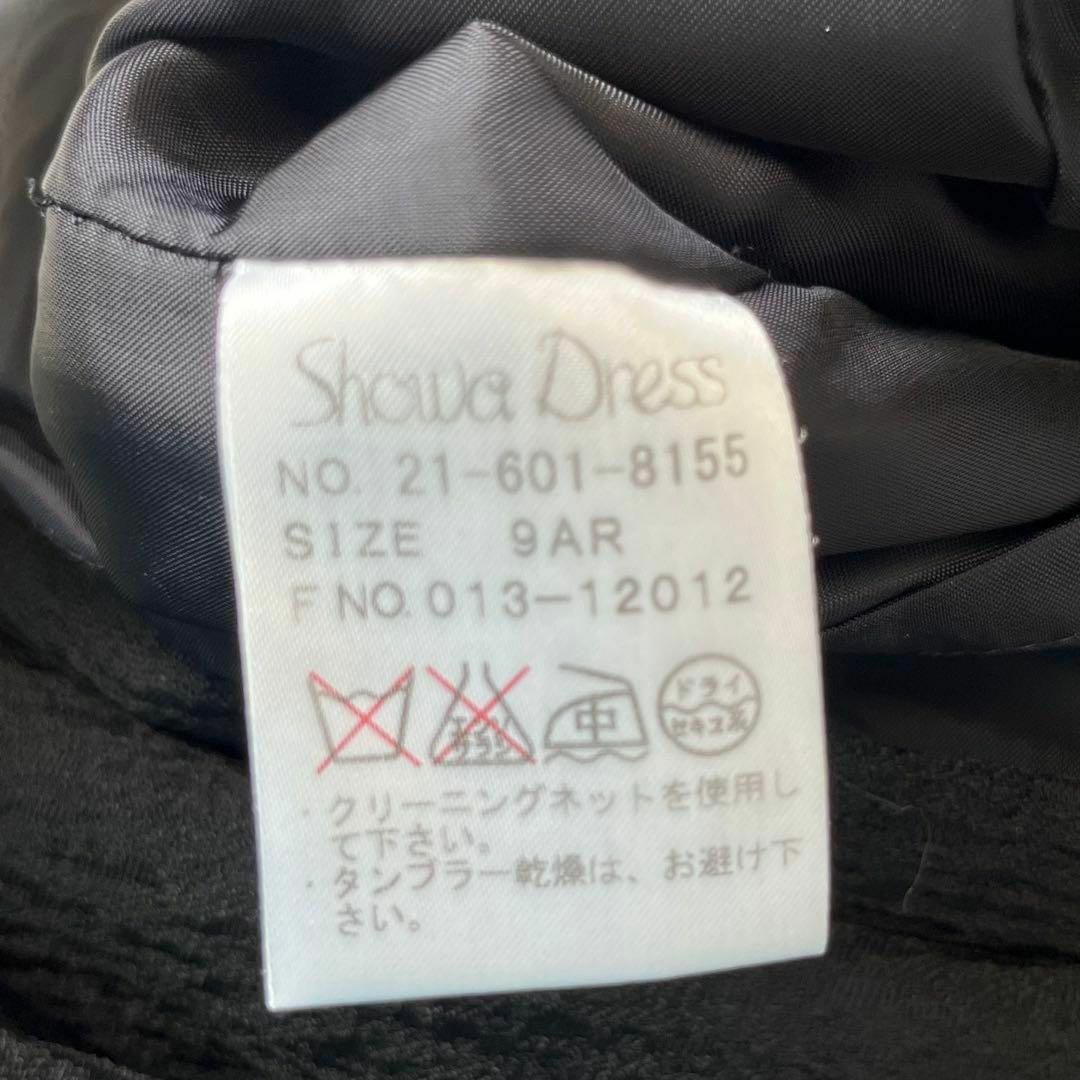 Showa Dress
NO. 21-601-8155
SIZE 9AR
F NO. 013-12012
中
ドライ
セキユ系
・クリーニングネットを使用し
て下さい。
・タンブラー乾燥は、お避け下
さい。